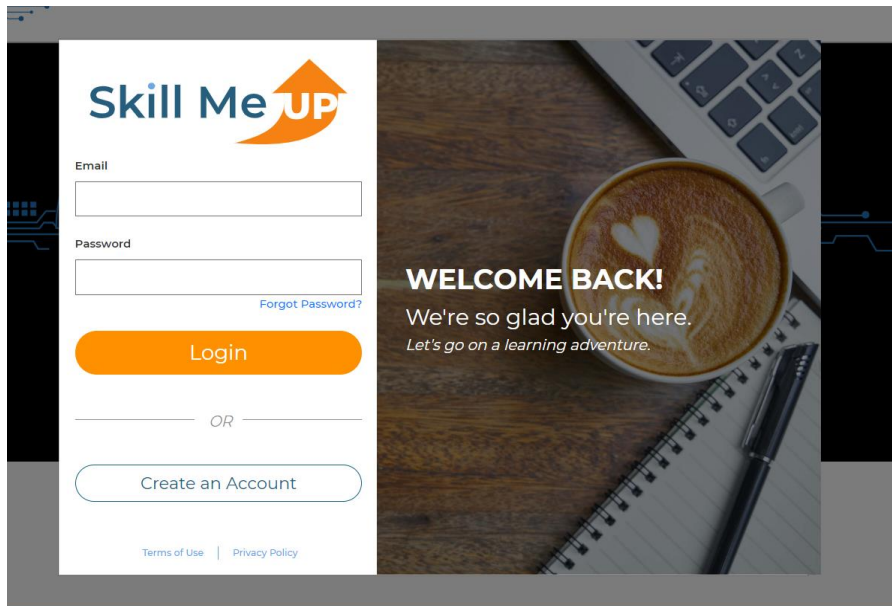 Skill Me UP
Email
Password
Forgot Password?
Login
OR
Create an Account
Terms of Use | Privacy Policy
WELCOME BACK!
We're so glad you're here.
Let's go on a learning adventure.